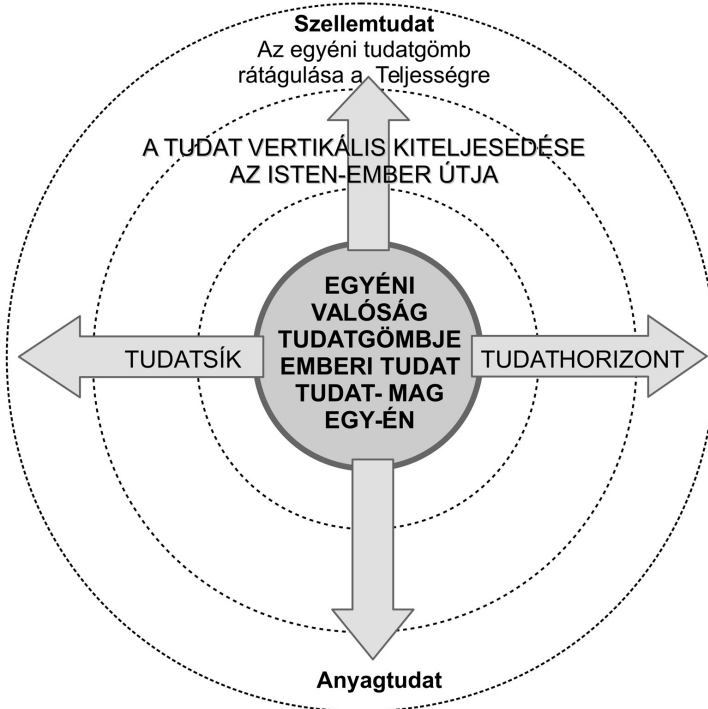 Szellemtudat
Az egyéni tudatgömb
rátágulása a Teljességre
A TUDAT VERTIKÁLIS KITELJESEDÉSE
AZ ISTEN-EMBER ÚTJA
EGYÉNI
VALÓSÁG
TUDATGÖMBJE
EMBERI TUDAT
TUDAT- MAG
EGY-ÉN
TUDATSÍK
TUDATHORIZONT
Anyagtudat